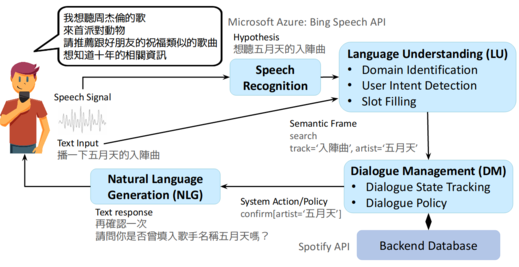 我想聽周杰倫的歌
來首派對動物
請推薦跟好朋友的祝福類似的歌曲
想知道十年的相關資訊
Microsoft Azure: Bing Speech API
Hypothesis
想聽五月天的入陣曲
Speech
Recognition
Language Understanding (LU)
• Domain Identification
• User Intent Detection
• Slot Filling
Speech Signal
Text Input
播一下五月天的入陣曲
Semantic Frame
search
track='入陣曲', artist='五月天'
Natural Language
Generation (NLG)
Text response
再確認一次
請問你是否曾填入歌手名稱五月天嗎？
System Action/Policy
confirm[artist='五月天']
Dialogue Management (DM)
• Dialogue State Tracking
• Dialogue Policy
Spotify API
Backend Database